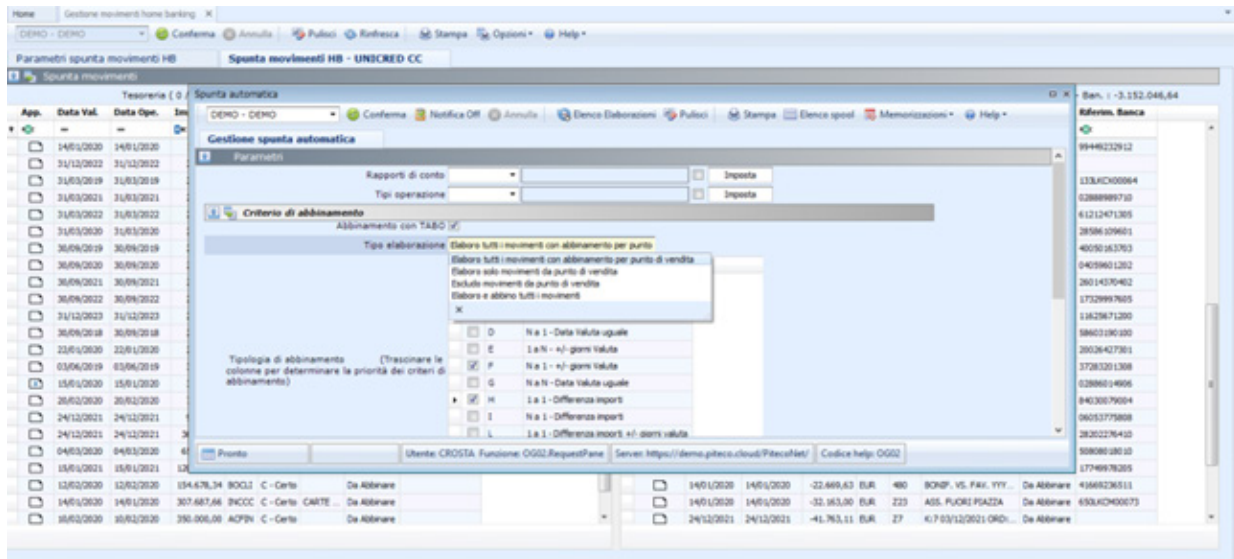 Home Gestione movimenti home banking ×
DEMO - DEMO Conferma Annulla Pulisci Rinfresca Stampa Opzioni Help
Parametri spunta movimenti HB Spunta movimenti HB - UNICRED CC
Spunta movimenti
Tesoreria ( 0 / Spunta automatica × - Ban. : -3.152.046,64
App. Data Val. Data Ope. DEMO - DEMO Conferma Notifica Off Annulla Elenco Elaborazioni Pulisci Stampa Elenco spool Memorizzazioni Help Riferim. Banca
Gestione spunta automatica
14/01/2020 14/01/2020 Parametri 99449232912
31/12/2022 31/12/2022
31/03/2019 31/03/2019 Rapporti di conto Imposta 133LKCX00064
31/03/2021 31/03/2021 Tipi operazione Imposta 02888989710
31/03/2022 31/03/2022 Criterio di abbinamento 61212471305
31/03/2020 31/03/2020 Abbinamento con TABO 28586109601
30/09/2019 30/09/2019 Tipo elaborazione Elaboro tutti i movimenti con abbinamento per punto 40050163703
30/09/2020 30/09/2020 Elaboro tutti i movimenti con abbinamento per punto di vendita 04059601202
Elaboro solo movimenti da punto di vendita
30/09/2021 30/09/2021 Escludo movimenti da punto di vendita 26014370402
30/09/2022 30/09/2022 Elaboro e abbino tutti i movimenti 17329997605
31/12/2023 31/12/2023 × 11625671200
30/09/2018 30/09/2018 D N a 1 - Data Valuta uguale 58603190100
22/01/2020 22/01/2020 E 1 a N - +/- giorni Valuta 20026427301
03/06/2019 03/06/2019 Tipologia di abbinamento (Trascinare le colonne per determinare la priorità dei criteri di abbinamento) F N a 1 - +/- giorni Valuta 37283201308
15/01/2020 15/01/2020 G N a N - Data Valuta uguale 02886014906
20/02/2020 20/02/2020 H 1 a 1 - Differenza importi 84030079004
24/12/2021 24/12/2021 I N a 1 - Differenza importi 06053775808
24/12/2021 24/12/2021 L 1 a 1 - Differenza importi +/- giorni valuta 28202276410
04/03/2020 04/03/2020 Pronto Utente: CROSTA Funzione: OG02.RequestPane Server: https://demo.piteco.cloud/PitecoNet/ Codice help: OG02 50808018010
15/01/2021 15/01/2021 17749978205
12/02/2020 12/02/2020 154.678,34 BOCLI C - Certo Da Abbinare 14/01/2020 14/01/2020 -22.669,63 EUR 480 BONIF. VS. FAV. YYY... Da Abbinare 41669236511
14/01/2020 14/01/2020 307.687,66 INCCC C - Certo CARTE ... Da Abbinare 14/01/2020 14/01/2020 -32.163,00 EUR Z23 ASS. FUORI PIAZZA Da Abbinare 650LKCM00073
10/02/2020 10/02/2020 350.000,00 ACFIN C - Certo Da Abbinare 24/12/2021 24/12/2021 -41.763,11 EUR 27 Da Abbinare